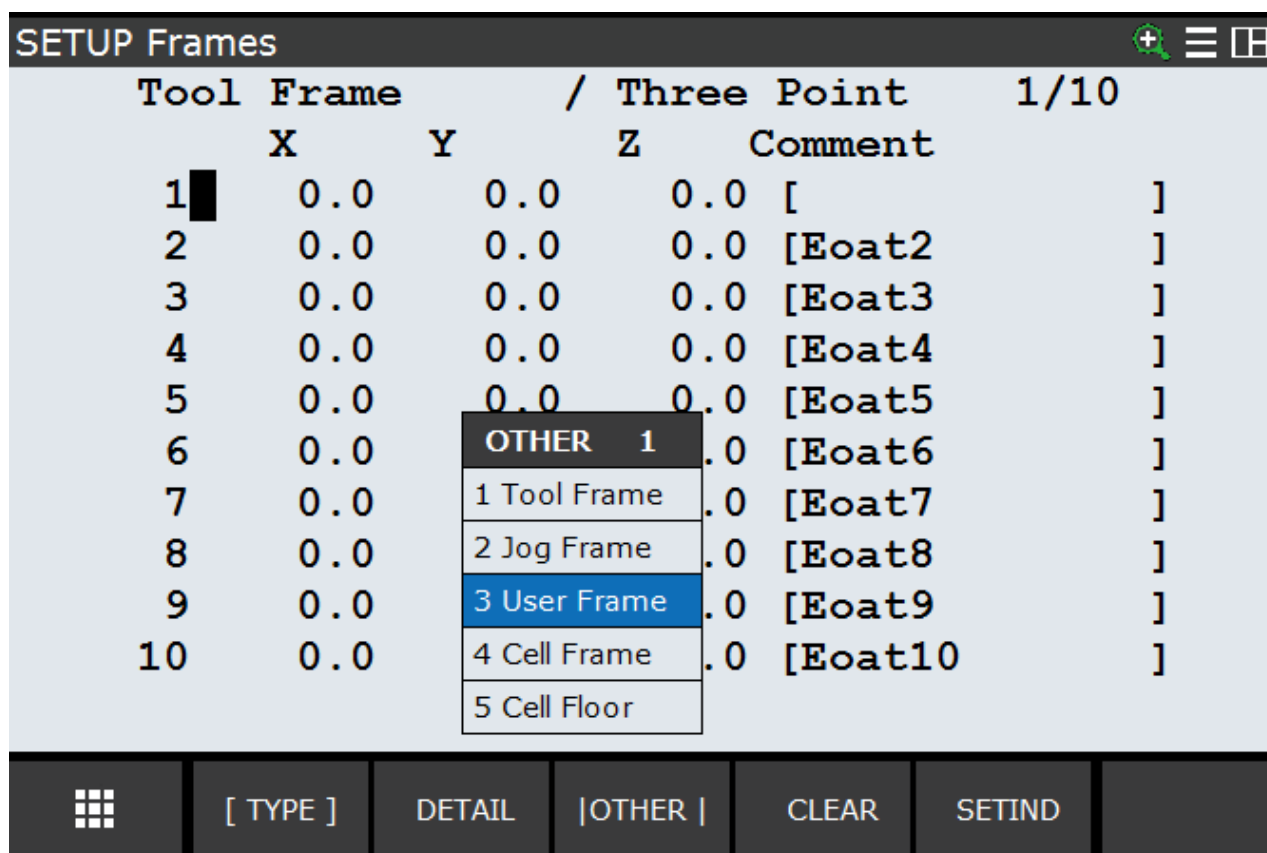 SETUP Frames
Tool Frame / Three Point 1/10
X Y Z Comment
1 0.0 0.0 0.0 [ ]
2 0.0 0.0 0.0 [Eoat2 ]
3 0.0 0.0 0.0 [Eoat3 ]
4 0.0 0.0 0.0 [Eoat4 ]
5 0.0 0.0 0.0 [Eoat5 ]
6 0.0 .0 [Eoat6 ]
7 0.0 .0 [Eoat7 ]
8 0.0 .0 [Eoat8 ]
9 0.0 .0 [Eoat9 ]
10 0.0 .0 [Eoat10 ]
OTHER 1
1 Tool Frame
2 Jog Frame
3 User Frame
4 Cell Frame
5 Cell Floor
[ TYPE ] DETAIL |OTHER | CLEAR SETIND